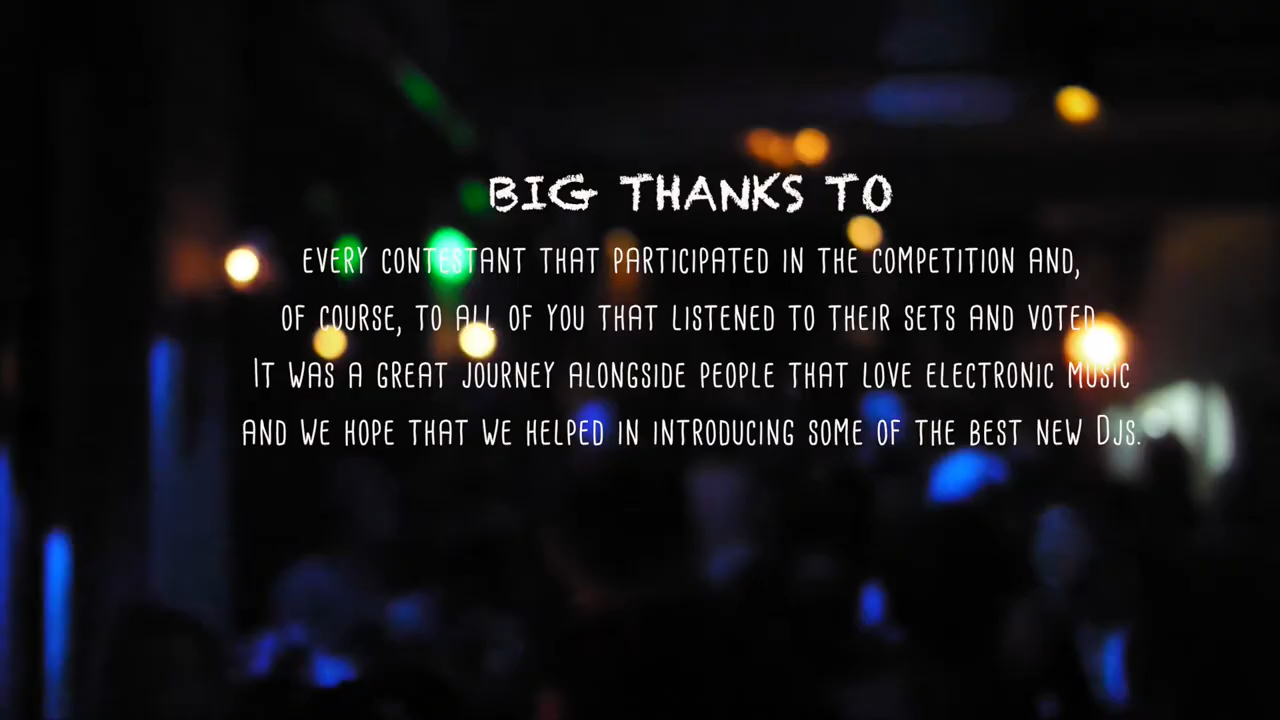 BIG THANKS TO
EVERY CONTESTANT THAT PARTICIPATED IN THE COMPETITION AND,
OF COURSE, TO ALL OF YOU THAT LISTENED TO THEIR SETS AND VOTED.
IT WAS A GREAT JOURNEY ALONGSIDE PEOPLE THAT LOVE ELECTRONIC MUSIC
AND WE HOPE THAT WE HELPED IN INTRODUCING SOME OF THE BEST NEW DJS.